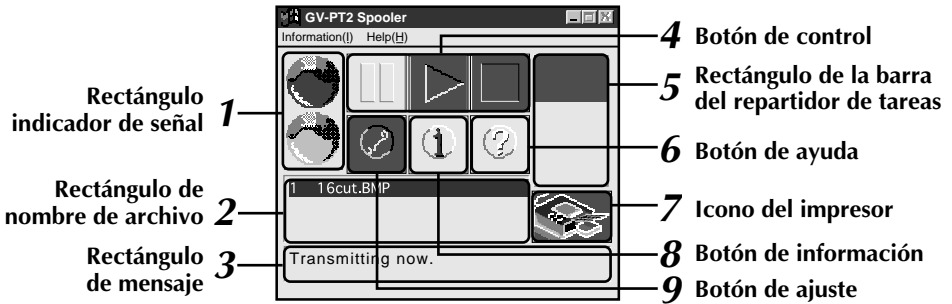 GV-PT2 Spooler
Information(I) Help(H)
1 16cut.BMP
Transmitting now.
Rectángulo
indicador de señal 1
Rectángulo de
nombre de archivo 2
Rectángulo
de mensaje 3
4 Botón de control
5 Rectángulo de la barra
del repartidor de tareas
6 Botón de ayuda
7 Icono del impresor
8 Botón de información
9 Botón de ajuste